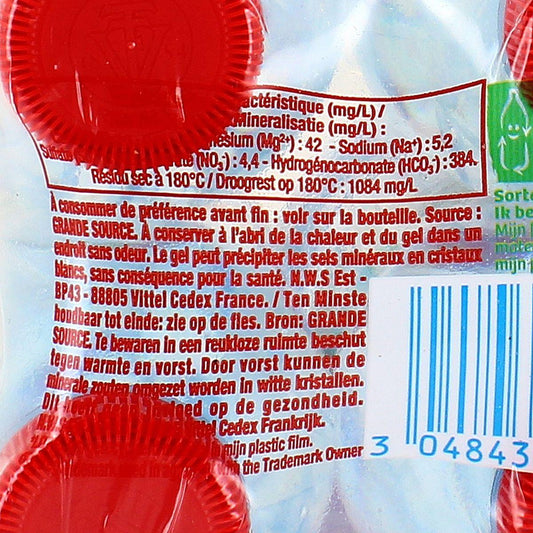 actéristique (mg/L) /
Mineralisatie (mg/L) :
nesium (Mg²⁺) : 42 - Sodium (Na⁺) : 5,2
(NO₃) : 4,4 - Hydrogénocarbonate (HCO₃) : 384.
Résidu sec à 180°C / Droogrest op 180°C : 1084 mg/L
À consommer de préférence avant fin : voir sur la bouteille. Source :
GRANDE SOURCE. À conserver à l'abri de la chaleur et du gel dans un
endroit sans odeur. Le gel peut précipiter les sels minéraux en cristaux
blancs, sans conséquence pour la santé. N.W.S Est -
BP43 - 88805 Vittel Cedex France. / Ten Minste
houdbaar tot einde: zie op de fles. Bron: GRANDE
SOURCE. Te bewaren in een reukloze ruimte beschut
tegen warmte en vorst. Door vorst kunnen de
minerale zouten omgezet worden in witte kristallen.
op de gezondheid.
Cedex Frankrijk.
mijn plastic film.
the Trademark Owner
Sorte
Ik be
Mijn
mijn
3 04843